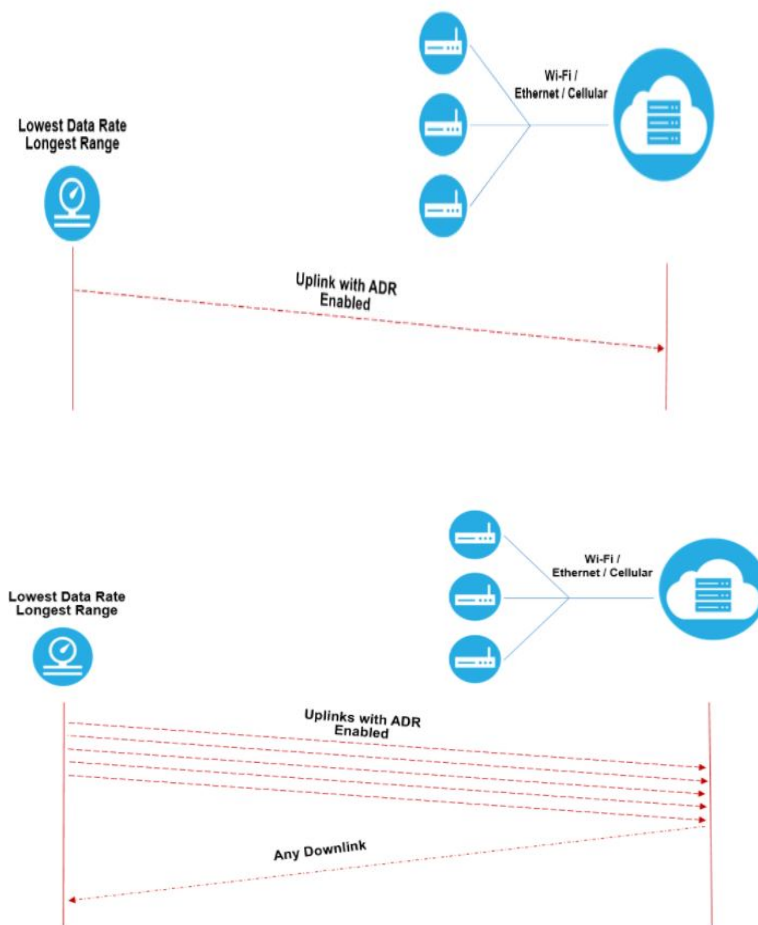 Wi-Fi /
Ethernet / Cellular
Lowest Data Rate
Longest Range
Uplink with ADR
Enabled
Wi-Fi /
Ethernet / Cellular
Lowest Data Rate
Longest Range
Uplinks with ADR
Enabled
Any Downlink